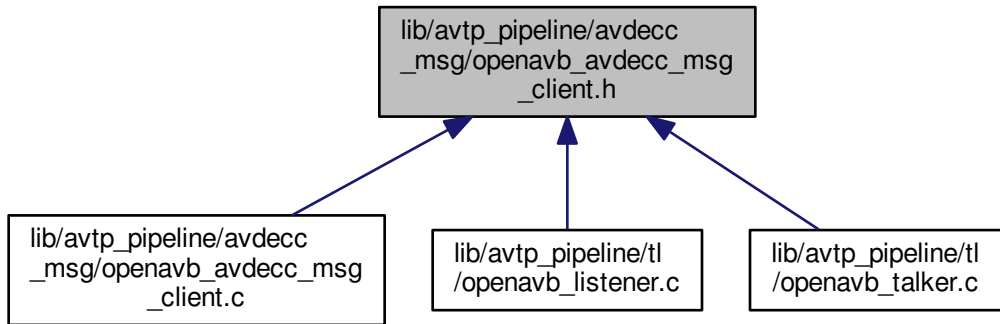 lib/avtp_pipeline/avdecc
_msg/openavb_avdecc_msg
_client.h
lib/avtp_pipeline/avdecc
_msg/openavb_avdecc_msg
_client.c
lib/avtp_pipeline/tl
/openavb_listener.c
lib/avtp_pipeline/tl
/openavb_talker.c